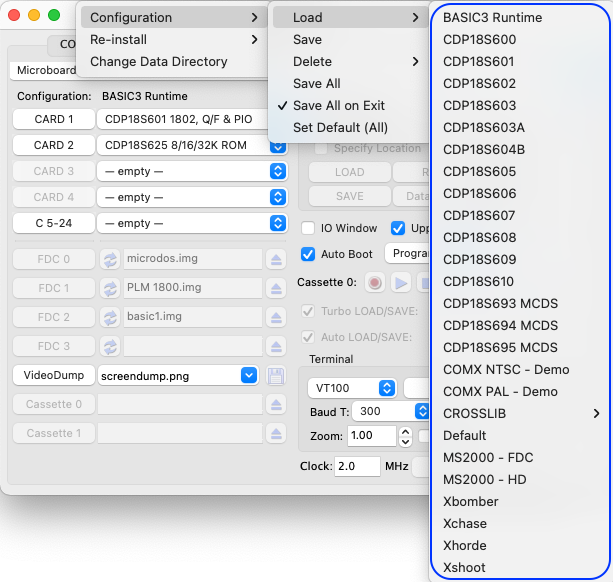 Configuration
Re-install
Change Data Directory
Load
Save
Delete
Save All
Save All on Exit
Set Default (All)
BASIC3 Runtime
CDP18S600
CDP18S601
CDP18S602
CDP18S603
CDP18S603A
CDP18S604B
CDP18S605
CDP18S606
CDP18S607
CDP18S608
CDP18S609
CDP18S610
CDP18S693 MCDS
CDP18S694 MCDS
CDP18S695 MCDS
COMX NTSC - Demo
COMX PAL - Demo
CROSSLIB
Default
MS2000 - FDC
MS2000 - HD
Xbomber
Xchase
Xhorde
Xshoot
CO
Microboard
Configuration: BASIC3 Runtime
CARD 1 CDP18S601 1802, Q/F & PIO
CARD 2 CDP18S625 8/16/32K ROM
CARD 3 — empty —
CARD 4 — empty —
C 5-24 — empty —
FDC 0 microdos.img
FDC 1 PLM 1800.img
FDC 2 basic1.img
FDC 3
VideoDump screendump.png
Cassette 0
Cassette 1
Specify Location
LOAD R
SAVE Data
IO Window Upp
Auto Boot Progra
Cassette 0:
Turbo LOAD/SAVE:
Auto LOAD/SAVE:
Terminal
VT100
Baud T: 300
Zoom: 1.00
Clock: 2.0 MHz